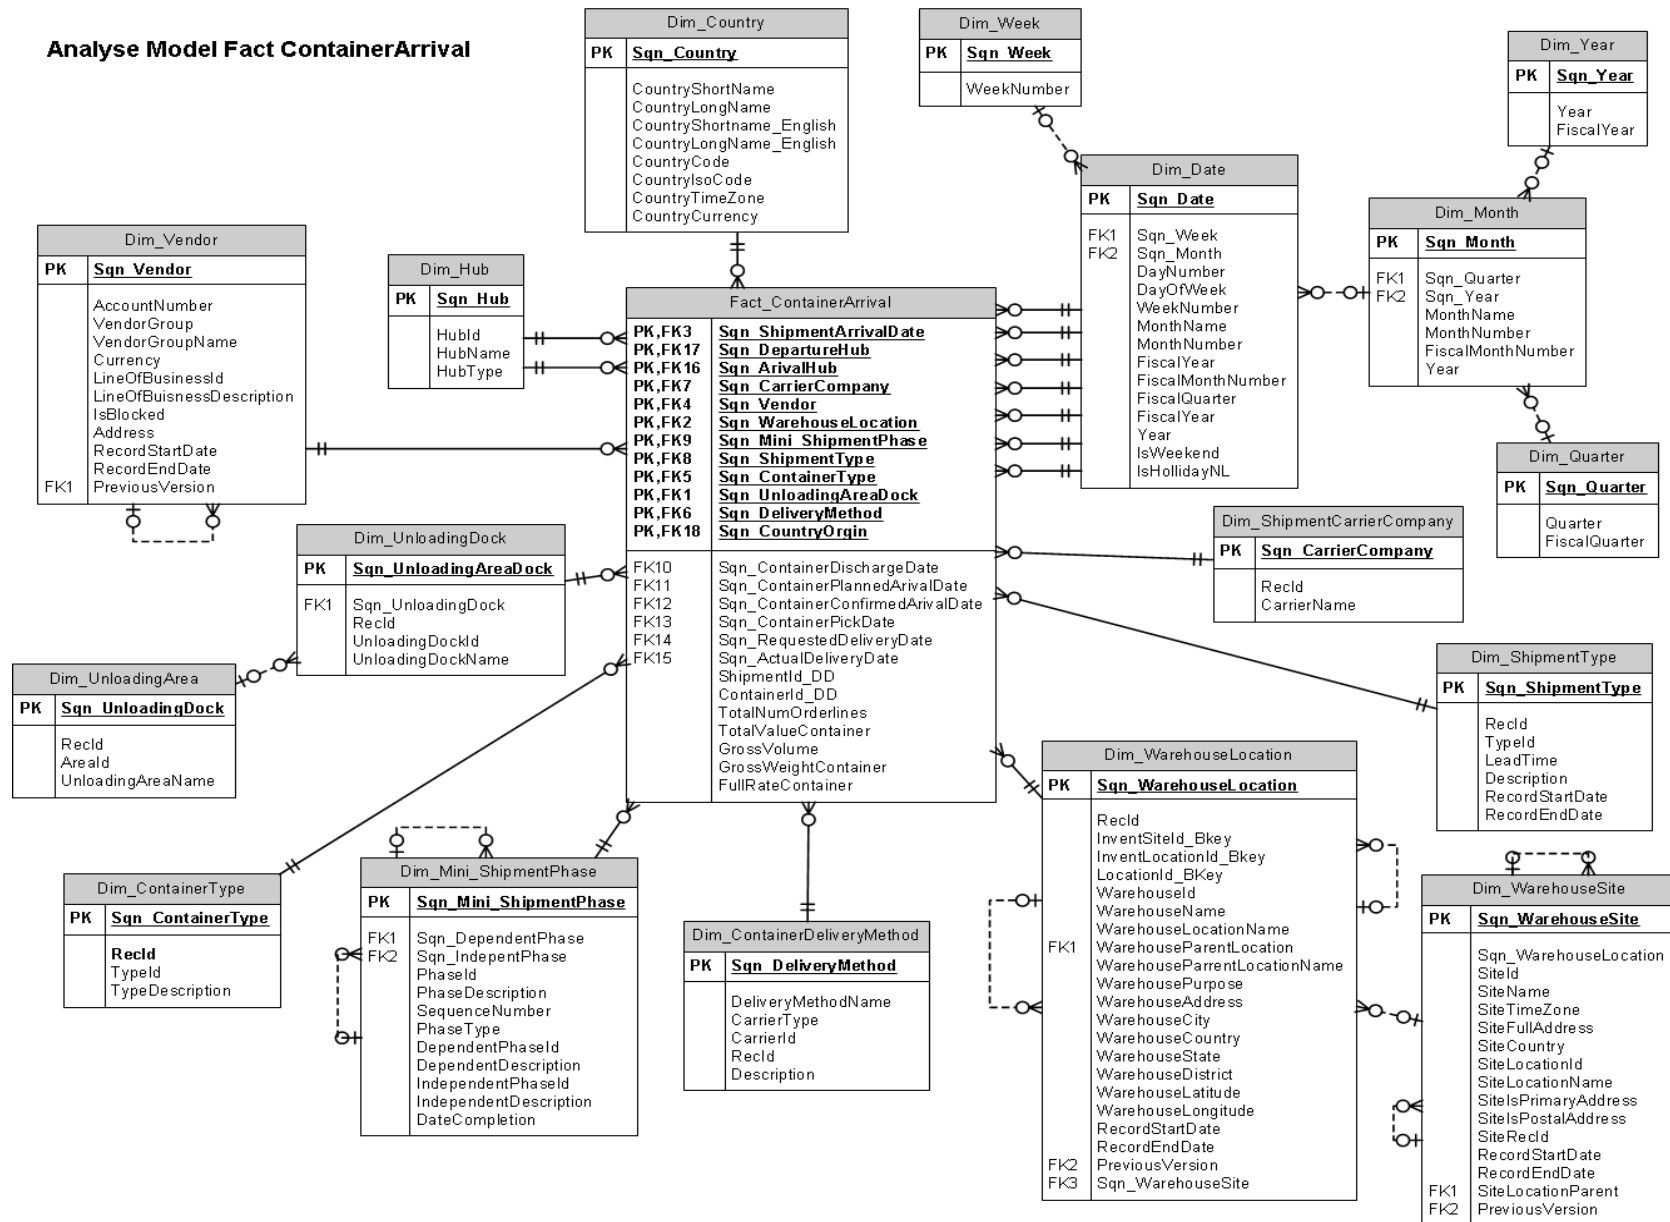 Analyse Model Fact ContainerArrival
Dim_Country
PK Sqn_Country
CountryShortName
CountryLongName
CountryShortname_English
CountryLongName_English
CountryCode
CountryIsoCode
CountryTimeZone
CountryCurrency
Dim_Week
PK Sqn_Week
WeekNumber
Dim_Year
PK Sqn_Year
Year
FiscalYear
Dim_Date
PK Sqn_Date
FK1 Sqn_Week
FK2 Sqn_Month
DayNumber
DayOfWeek
WeekNumber
MonthName
MonthNumber
FiscalYear
FiscalMonthNumber
FiscalQuarter
FiscalYear
Year
IsWeekend
IsHollidayNL
Dim_Month
PK Sqn_Month
FK1 Sqn_Quarter
FK2 Sqn_Year
MonthName
MonthNumber
FiscalMonthNumber
Year
Dim_Vendor
PK Sqn_Vendor
AccountNumber
VendorGroup
VendorGroupName
Currency
LineOfBusinessId
LineOfBuisnessDescription
IsBlocked
Address
RecordStartDate
RecordEndDate
FK1 PreviousVersion
Dim_Hub
PK Sqn_Hub
HubId
HubName
HubType
Fact_ContainerArrival
PK,FK3 Sqn_ShipmentArrivalDate
PK,FK17 Sqn_DepartureHub
PK,FK16 Sqn_ArivalHub
PK,FK7 Sqn_CarrierCompany
PK,FK4 Sqn_Vendor
PK,FK2 Sqn_WarehouseLocation
PK,FK9 Sqn_Mini_ShipmentPhase
PK,FK8 Sqn_ShipmentType
PK,FK5 Sqn_ContainerType
PK,FK1 Sqn_UnloadingAreaDock
PK,FK6 Sqn_DeliveryMethod
PK,FK18 Sqn_CountryOrgin
FK10 Sqn_ContainerDischargeDate
FK11 Sqn_ContainerPlannedArivalDate
FK12 Sqn_ContainerConfirmedArivalDate
FK13 Sqn_ContainerPickDate
FK14 Sqn_RequestedDeliveryDate
FK15 Sqn_ActualDeliveryDate
ShipmentId_DD
ContainerId_DD
TotalNumOrderlines
TotalValueContainer
GrossVolume
GrossWeightContainer
FullRateContainer
Dim_Quarter
PK Sqn_Quarter
Quarter
FiscalQuarter
Dim_ShipmentCarrierCompany
PK Sqn_CarrierCompany
RecId
CarrierName
Dim_UnloadingDock
PK Sqn_UnloadingAreaDock
FK1 Sqn_UnloadingDock
RecId
UnloadingDockId
UnloadingDockName
Dim_UnloadingArea
PK Sqn_UnloadingDock
RecId
AreaId
UnloadingAreaName
Dim_ShipmentType
PK Sqn_ShipmentType
RecId
TypeId
LeadTime
Description
RecordStartDate
RecordEndDate
Dim_ContainerType
PK Sqn_ContainerType
RecId
TypeId
TypeDescription
Dim_Mini_ShipmentPhase
PK Sqn_Mini_ShipmentPhase
FK1 Sqn_DependentPhase
FK2 Sqn_IndepentPhase
PhaseId
PhaseDescription
SequenceNumber
PhaseType
DependentPhaseId
DependentDescription
IndependentPhaseId
IndependentDescription
DateCompletion
Dim_ContainerDeliveryMethod
PK Sqn_DeliveryMethod
DeliveryMethodName
CarrierType
CarrierId
RecId
Description
Dim_WarehouseLocation
PK Sqn_WarehouseLocation
RecId
InventSiteId_Bkey
InventLocationId_Bkey
LocationId_BKey
WarehouseId
WarehouseName
WarehouseLocationName
FK1 WarehouseParentLocation
WarehouseParrentLocationName
WarehousePurpose
WarehouseAddress
WarehouseCity
WarehouseCountry
WarehouseState
WarehouseDistrict
WarehouseLatitude
WarehouseLongitude
RecordStartDate
RecordEndDate
FK2 PreviousVersion
FK3 Sqn_WarehouseSite
Dim_WarehouseSite
PK Sqn_WarehouseSite
Sqn_WarehouseLocation
SiteId
SiteName
SiteTimeZone
SiteFullAddress
SiteCountry
SiteLocationId
SiteLocationName
SiteIsPrimaryAddress
SiteIsPostalAddress
SiteRecId
RecordStartDate
RecordEndDate
FK1 SiteLocationParent
FK2 PreviousVersion